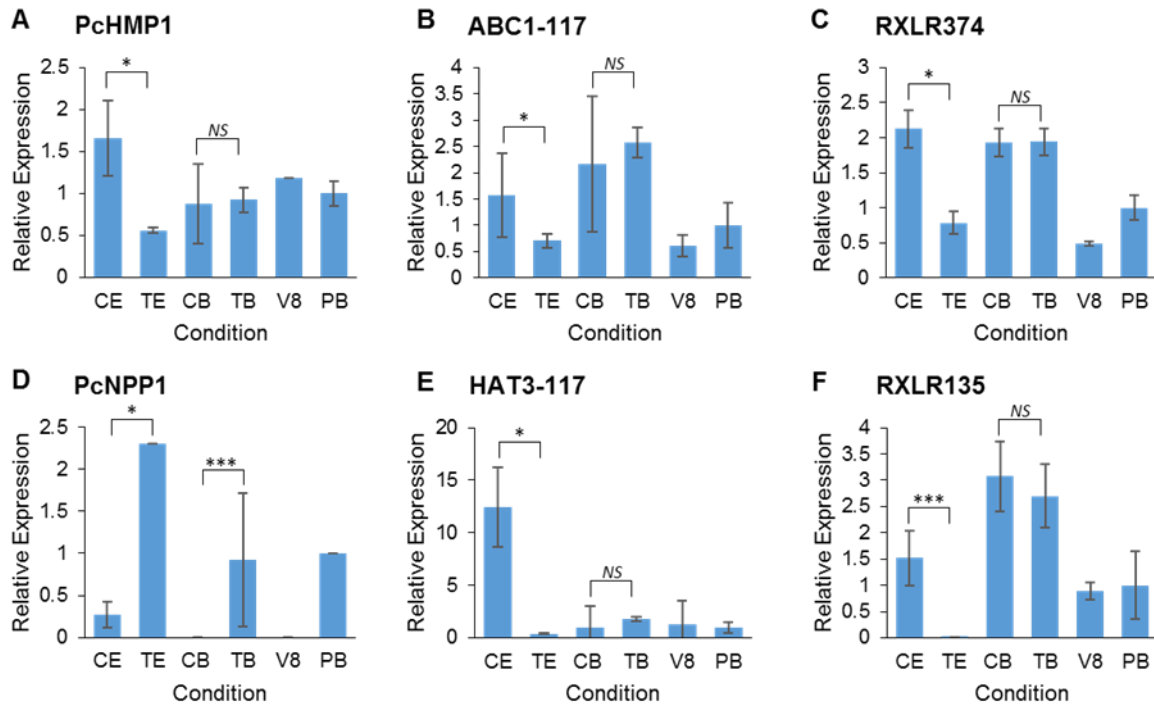 A PcHMP1
Relative Expression
2.5
2
1.5
1
0.5
0
*
NS
CE TE CB TB V8 PB
Condition
B ABC1-117
Relative Expression
4
3.5
3
2.5
2
1.5
1
0.5
0
*
NS
CE TE CB TB V8 PB
Condition
C RXLR374
Relative Expression
3
2.5
2
1.5
1
0.5
0
*
NS
CE TE CB TB V8 PB
Condition
D PcNPP1
Relative Expression
2.5
2
1.5
1
0.5
0
*
***
CE TE CB TB V8 PB
Condition
E HAT3-117
Relative Expression
20
15
10
5
0
*
NS
CE TE CB TB V8 PB
Condition
F RXLR135
Relative Expression
4
3.5
3
2.5
2
1.5
1
0.5
0
***
NS
CE TE CB TB V8 PB
Condition